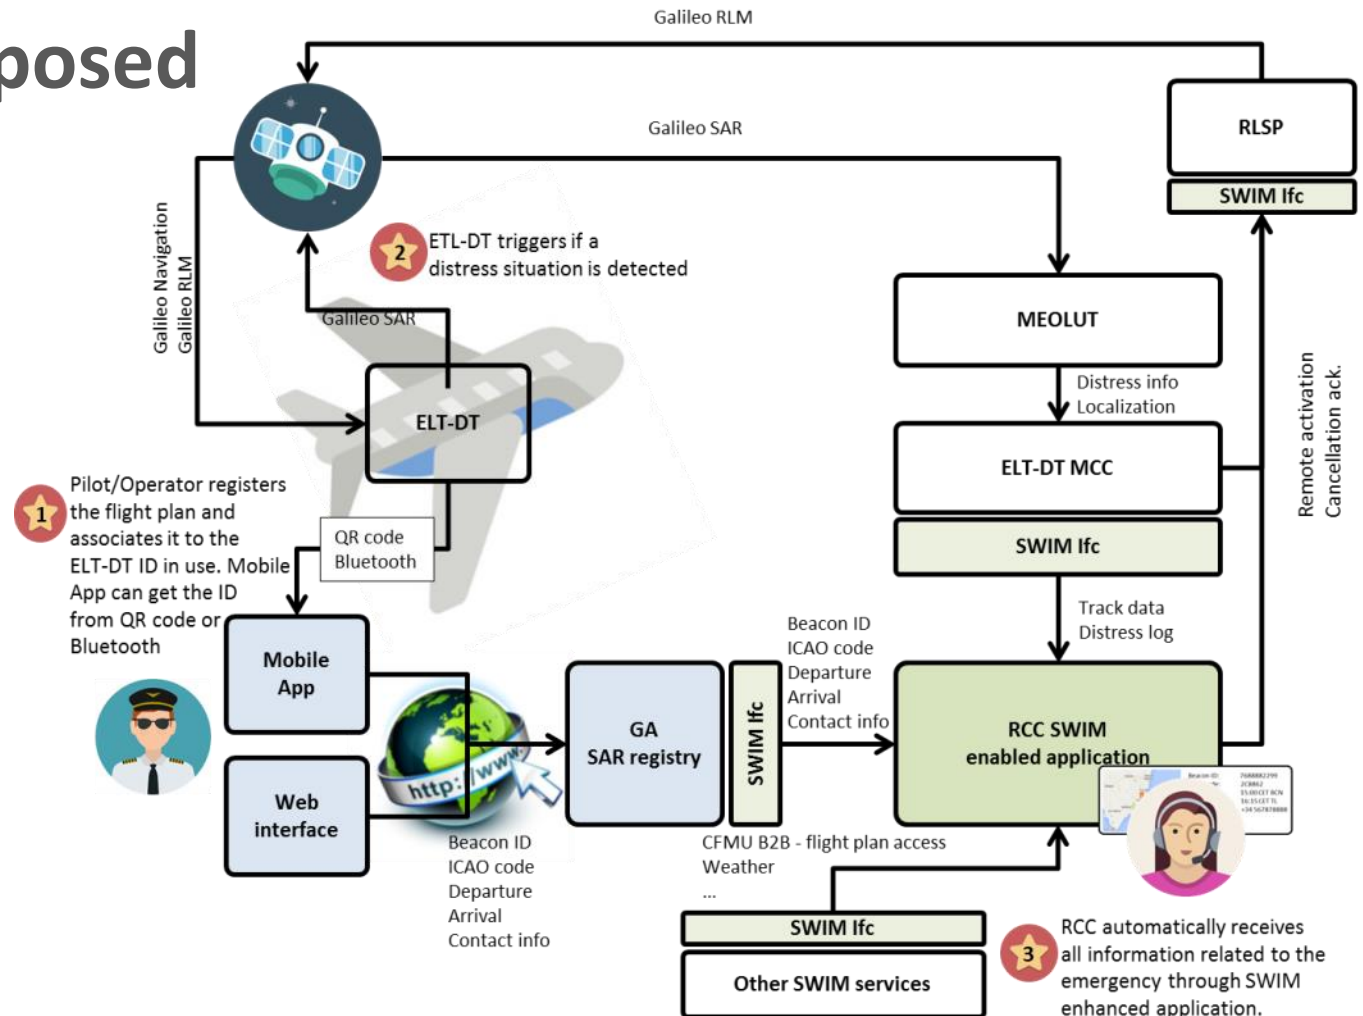 posed
Galileo RLM
RLSP
SWIM Ifc
Galileo SAR
2
ETL-DT triggers if a
distress situation is detected
Galileo Navigation
Galileo RLM
Galileo SAR
MEOLUT
Distress info
Localization
ELT-DT
ELT-DT MCC
SWIM Ifc
Remote activation
Cancellation ack.
1
Pilot/Operator registers
the flight plan and
associates it to the
ELT-DT ID in use. Mobile
App can get the ID
from QR code or
Bluetooth
QR code
Bluetooth
Track data
Distress log
Mobile
App
Web
interface
http://www.
Beacon ID
ICAO code
Departure
Arrival
Contact info
GA
SAR registry
SWIM Ifc
Beacon ID
ICAO code
Departure
Arrival
Contact info
RCC SWIM
enabled application
Beacon ID
CFMU B2B - flight plan access
Weather
...
SWIM Ifc
Other SWIM services
3
RCC automatically receives
all information related to the
emergency through SWIM
enhanced application.